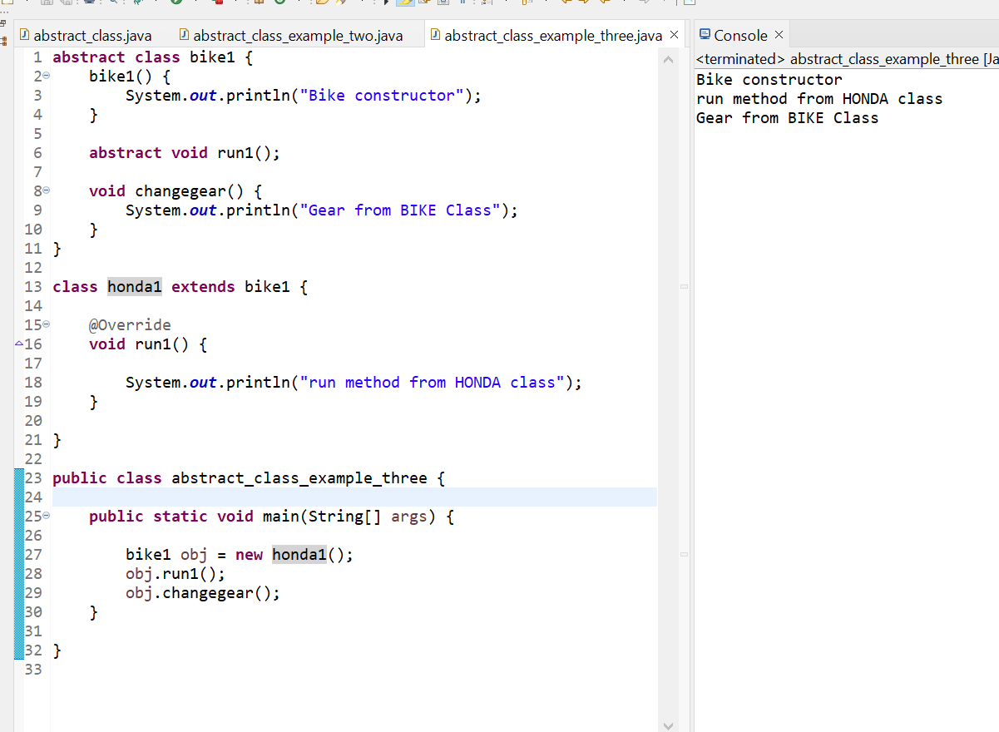 abstract_class.java abstract_class_example_two.java abstract_class_example_three.java
1 abstract class bike1 {
2 bike1() {
3 System.out.println("Bike constructor");
4 }
5
6 abstract void run1();
7
8 void changegear() {
9 System.out.println("Gear from BIKE Class");
10 }
11 }
12
13 class honda1 extends bike1 {
14
15 @Override
16 void run1() {
17
18 System.out.println("run method from HONDA class");
19 }
20
21 }
22
23 public class abstract_class_example_three {
24
25 public static void main(String[] args) {
26
27 bike1 obj = new honda1();
28 obj.run1();
29 obj.changegear();
30 }
31
32 }
33
Console
<terminated> abstract_class_example_three [Ja
Bike constructor
run method from HONDA class
Gear from BIKE Class